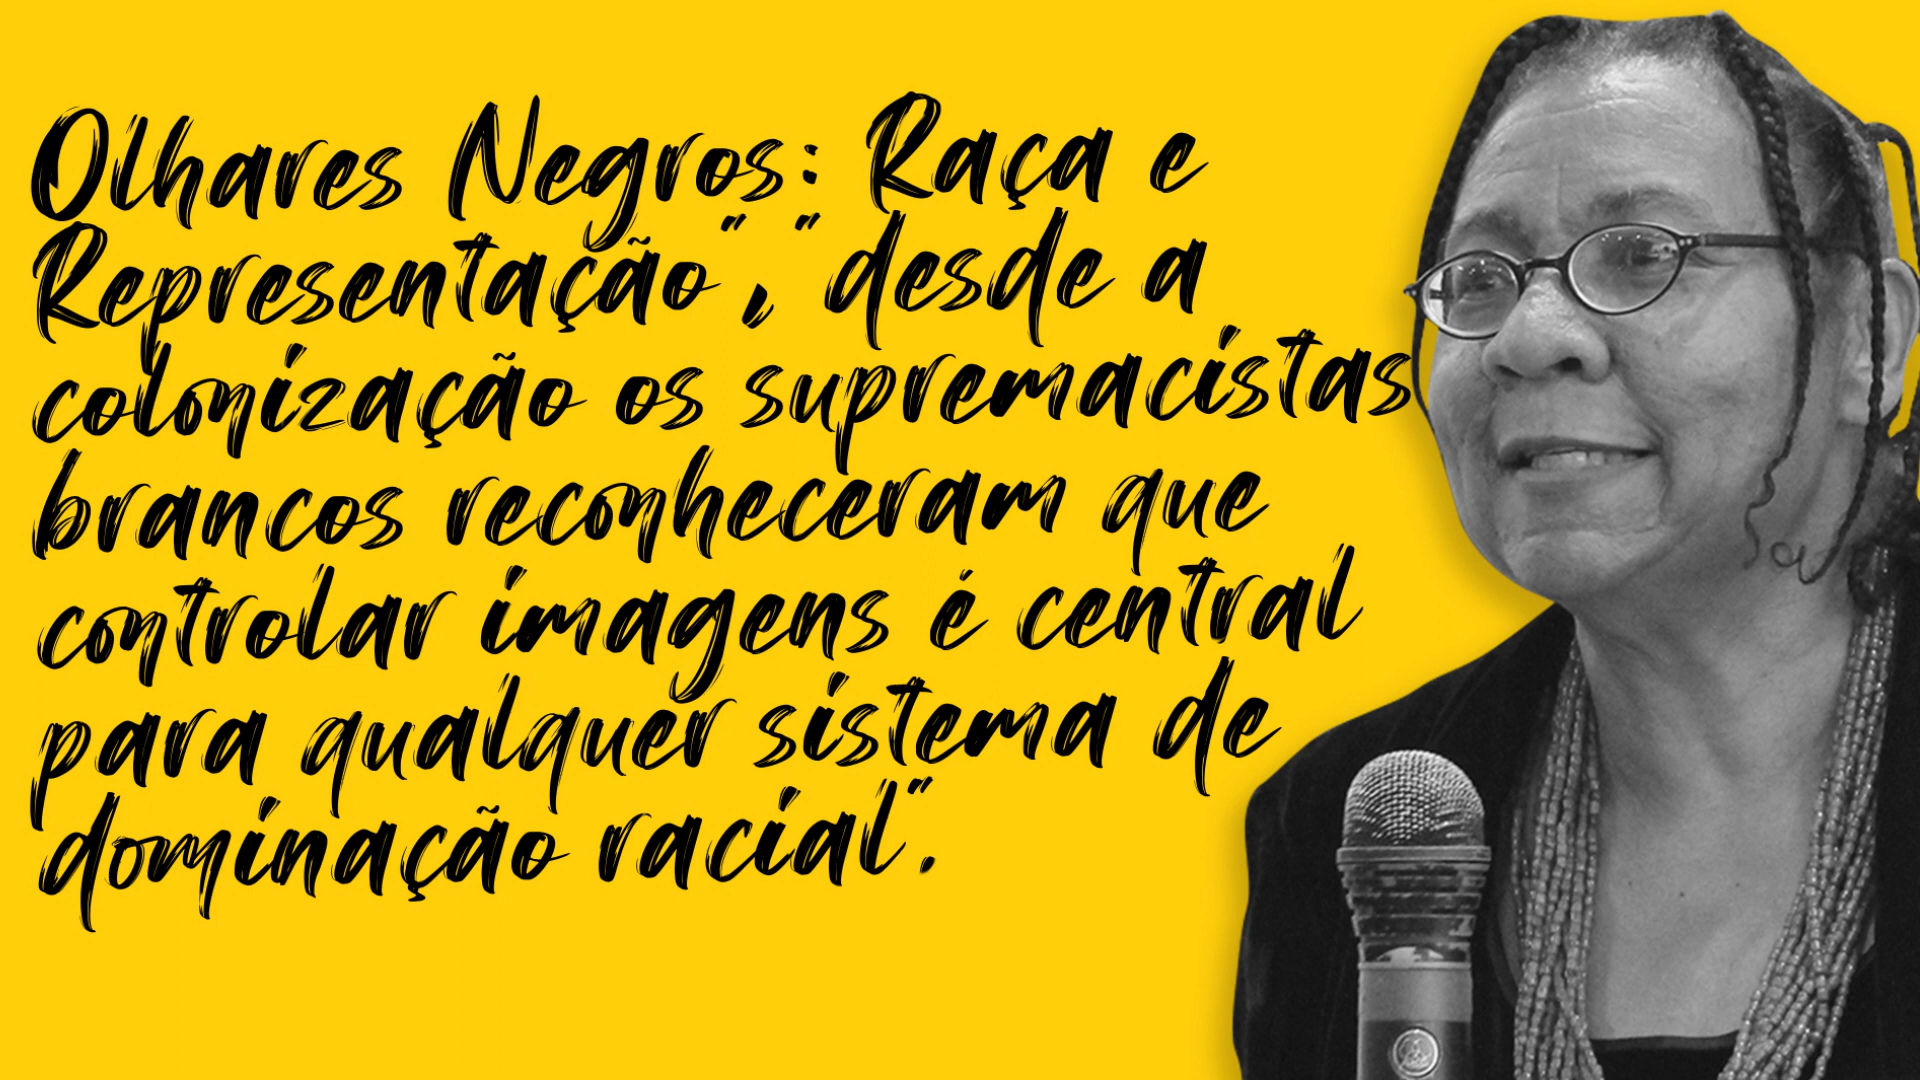 Olhares Negros: Raça e
Representação", "desde a
colonização os supremacistas
brancos reconheceram que
controlar imagens é central
para qualquer sistema de
dominação racial".